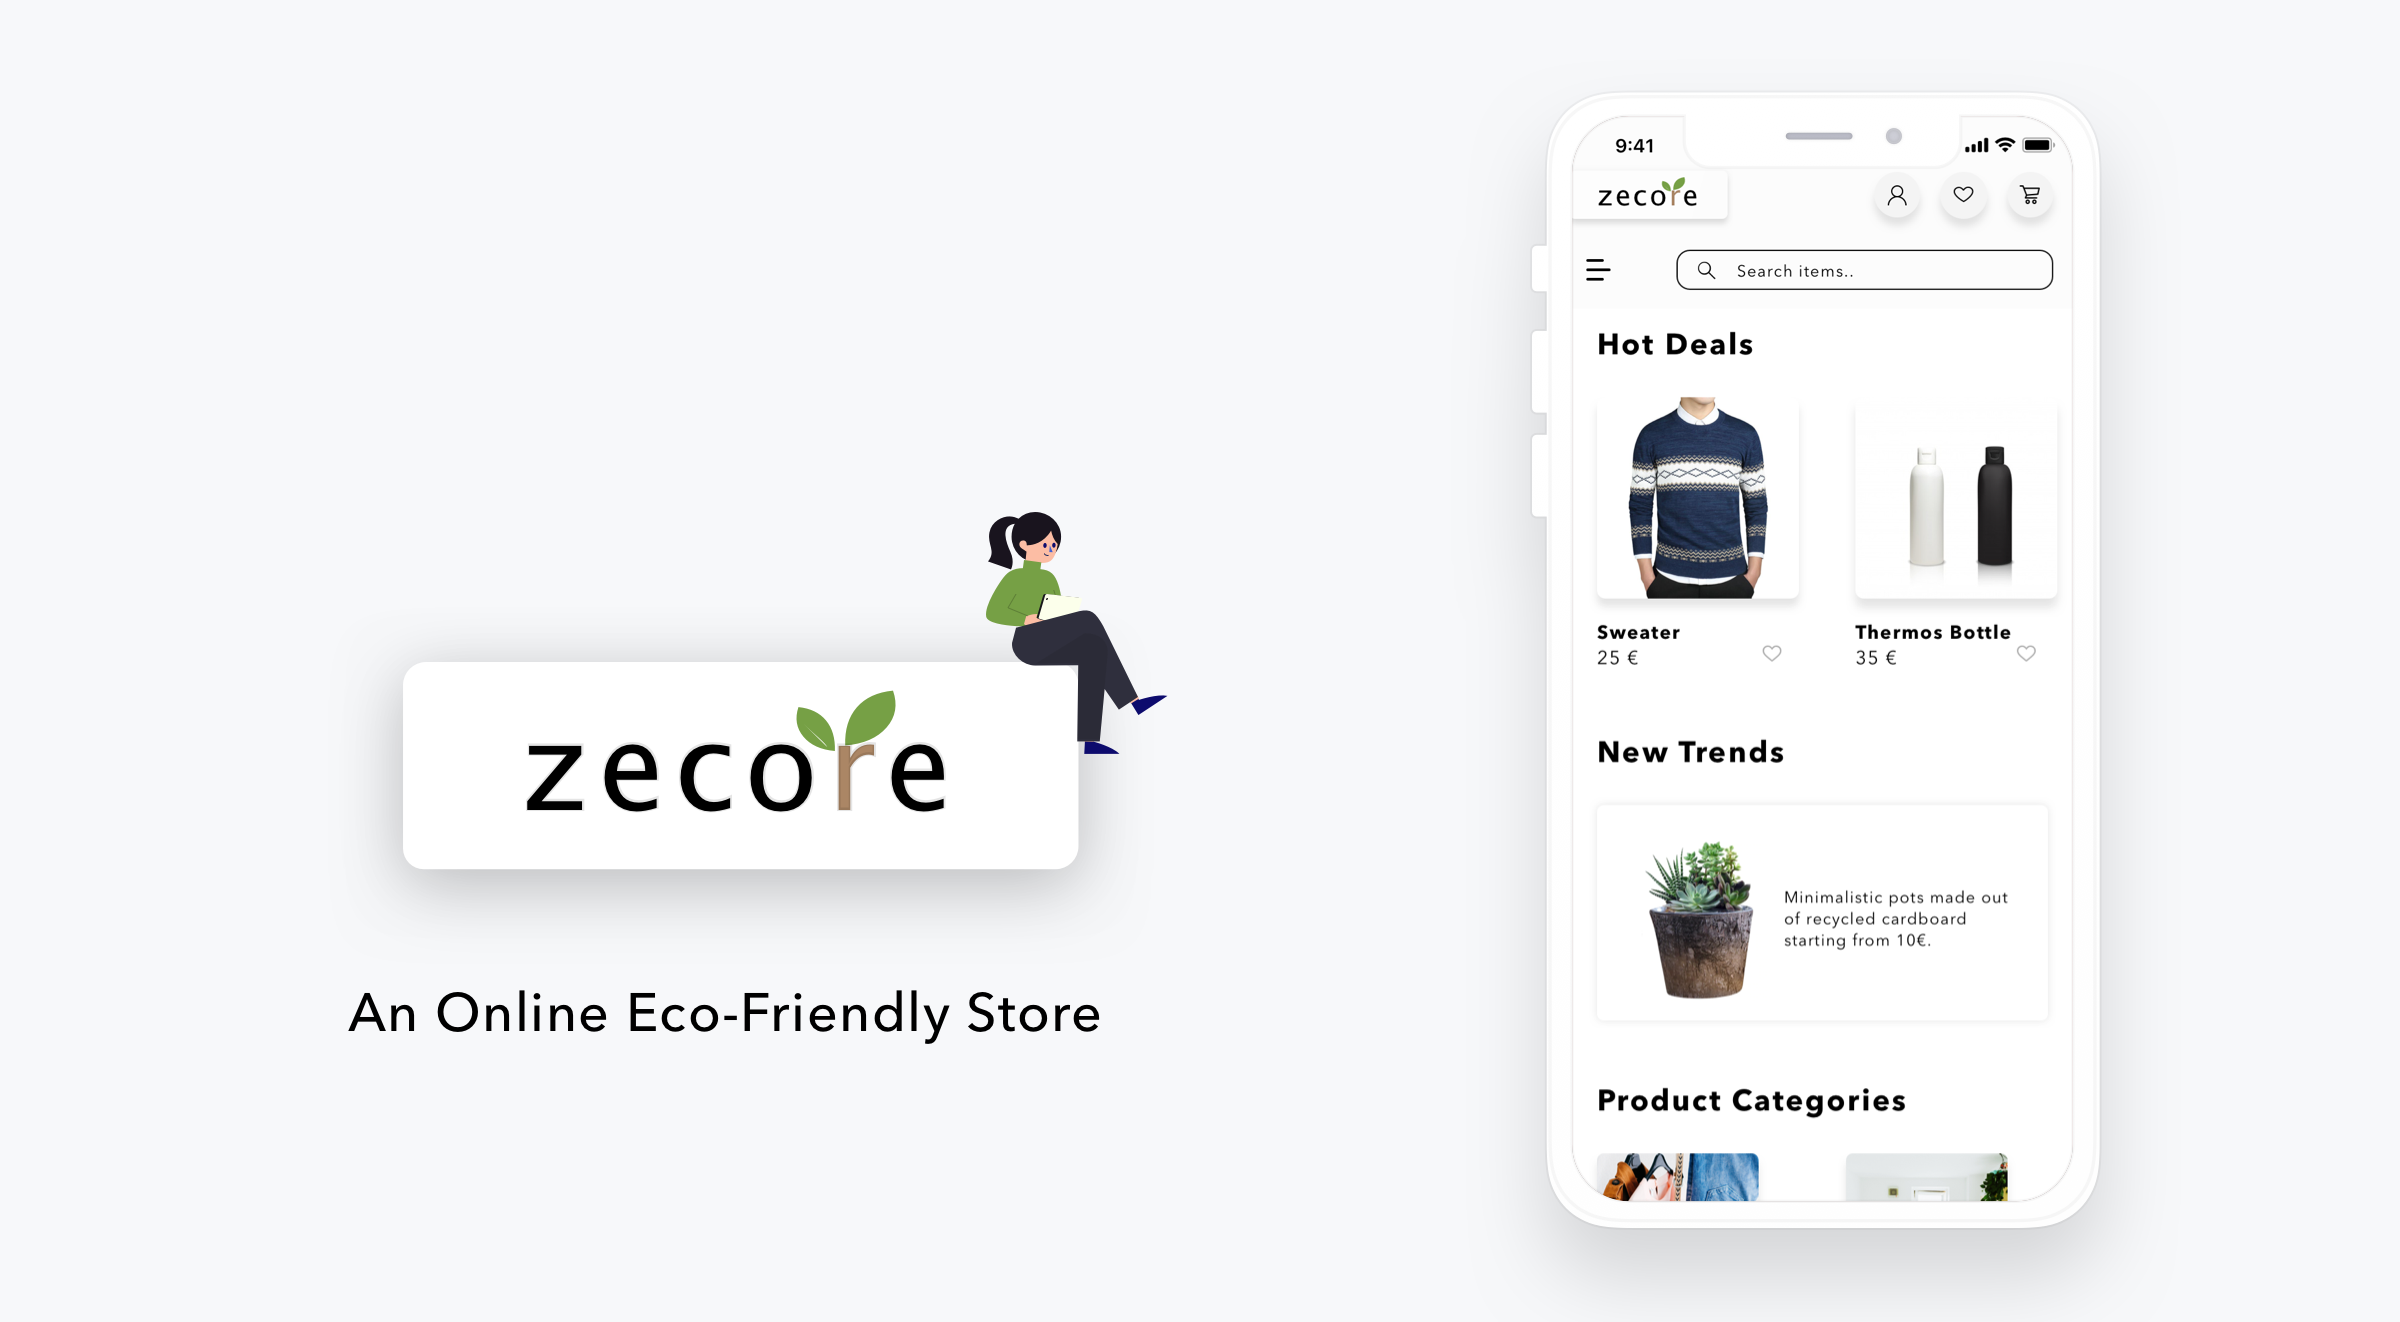 zecore
An Online Eco-Friendly Store
9:41
zecore
Search items..
Hot Deals
Sweater
25 €
Thermos Bottle
35 €
New Trends
Minimalistic pots made out
of recycled cardboard
starting from 10€.
Product Categories